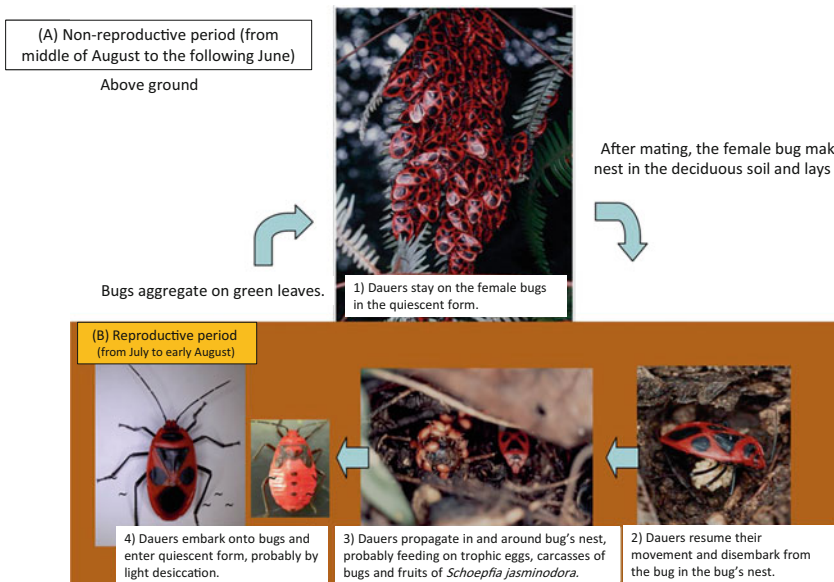 (A) Non-reproductive period (from
middle of August to the following June)
Above ground
After mating, the female bug mak
nest in the deciduous soil and lays
Bugs aggregate on green leaves.
1) Dauers stay on the female bugs
in the quiescent form.
(B) Reproductive period
(from July to early August)
~
~
~ ~
4) Dauers embark onto bugs and
enter quiescent form, probably by
light desiccation.
3) Dauers propagate in and around bug's nest,
probably feeding on trophic eggs, carcasses of
bugs and fruits of Schoepfia jasminodora.
2) Dauers resume their
movement and disembark from
the bug in the bug's nest.